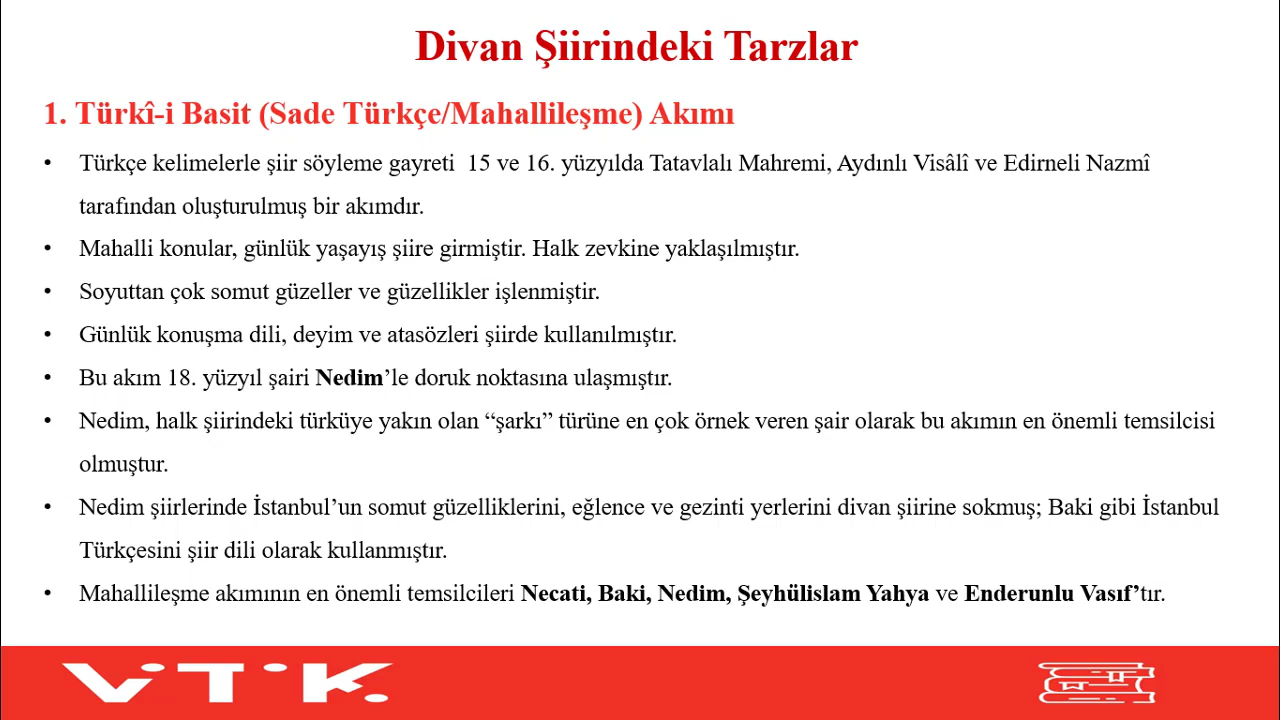 Divan Şiirindeki Tarzlar
1. Türkî-i Basit (Sade Türkçe/Mahallileşme) Akımı
• Türkçe kelimelerle şiir söyleme gayreti  15 ve 16. yüzyılda Tatavlalı Mahremi, Aydınlı Visâlî ve Edirneli Nazmî
tarafından oluşturulmuş bir akımdır.
• Mahalli konular, günlük yaşayış şiire girmiştir. Halk zevkine yaklaşılmıştır.
• Soyuttan çok somut güzeller ve güzellikler işlenmiştir.
• Günlük konuşma dili, deyim ve atasözleri şiirde kullanılmıştır.
• Bu akım 18. yüzyıl şairi Nedim’le doruk noktasına ulaşmıştır.
• Nedim, halk şiirindeki türküye yakın olan “şarkı” türüne en çok örnek veren şair olarak bu akımın en önemli temsilcisi
olmuştur.
• Nedim şiirlerinde İstanbul’un somut güzelliklerini, eğlence ve gezinti yerlerini divan şiirine sokmuş; Baki gibi İstanbul
Türkçesini şiir dili olarak kullanmıştır.
• Mahallileşme akımının en önemli temsilcileri Necati, Baki, Nedim, Şeyhülislam Yahya ve Enderunlu Vasıf’tır.
VİTİK